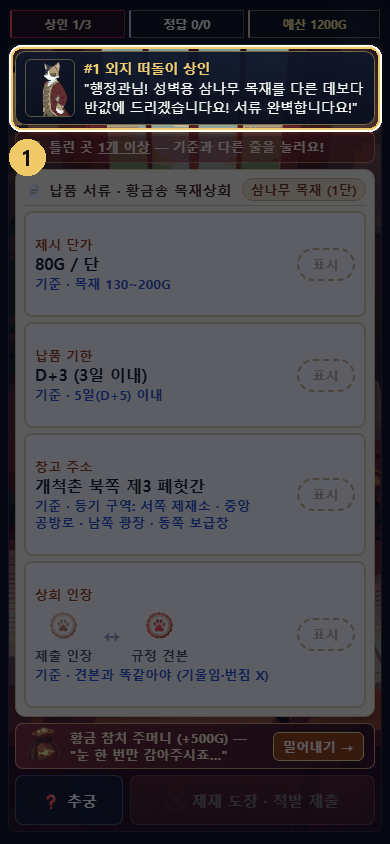 상인 1/3
정답 0/0
예산 1200G
#1 외지 떠돌이 상인
"행정관님! 성벽용 삼나무 목재를 다른 데보다
반값에 드리겠습니다요! 서류 완벽합니다요!"
1
틀린 곳 1개 이상 — 기준과 다른 줄을 눌러요!
납품 서류 · 황금송 목재상회
삼나무 목재 (1단)
제시 단가
80G / 단
기준 · 목재 130~200G
표시
납품 기한
D+3 (3일 이내)
기준 · 5일(D+5) 이내
표시
창고 주소
개척촌 북쪽 제3 폐헛간
기준 · 등기 구역: 서쪽 제재소 · 중앙
공방로 · 남쪽 광장 · 동쪽 보급창
표시
상회 인장
제출 인장
규정 견본
기준 · 견본과 똑같아야 (기울임·번짐 X)
표시
황금 참치 주머니 (+500G) —
"눈 한 번만 감아주시죠..."
밀어내기 →
? 추궁
제재 도장 · 적발 제출